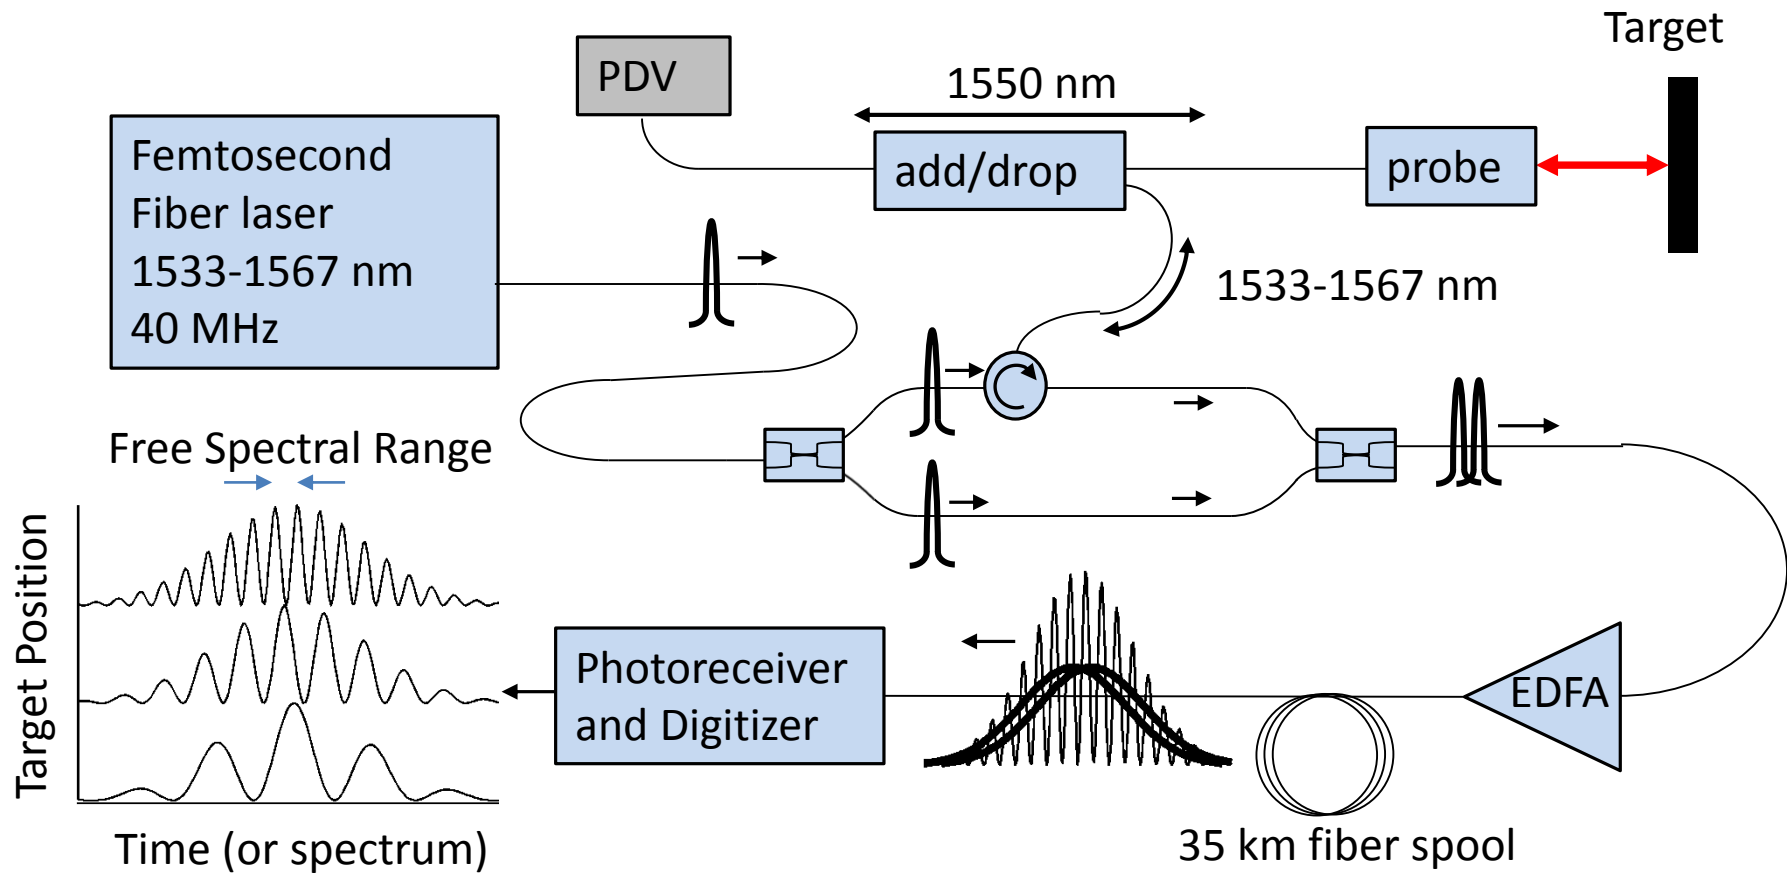 Target
PDV
1550 nm
Femtosecond
Fiber laser
1533-1567 nm
40 MHz
add/drop
probe
1533-1567 nm
Free Spectral Range
Target Position
Time (or spectrum)
Photoreceiver
and Digitizer
EDFA
35 km fiber spool